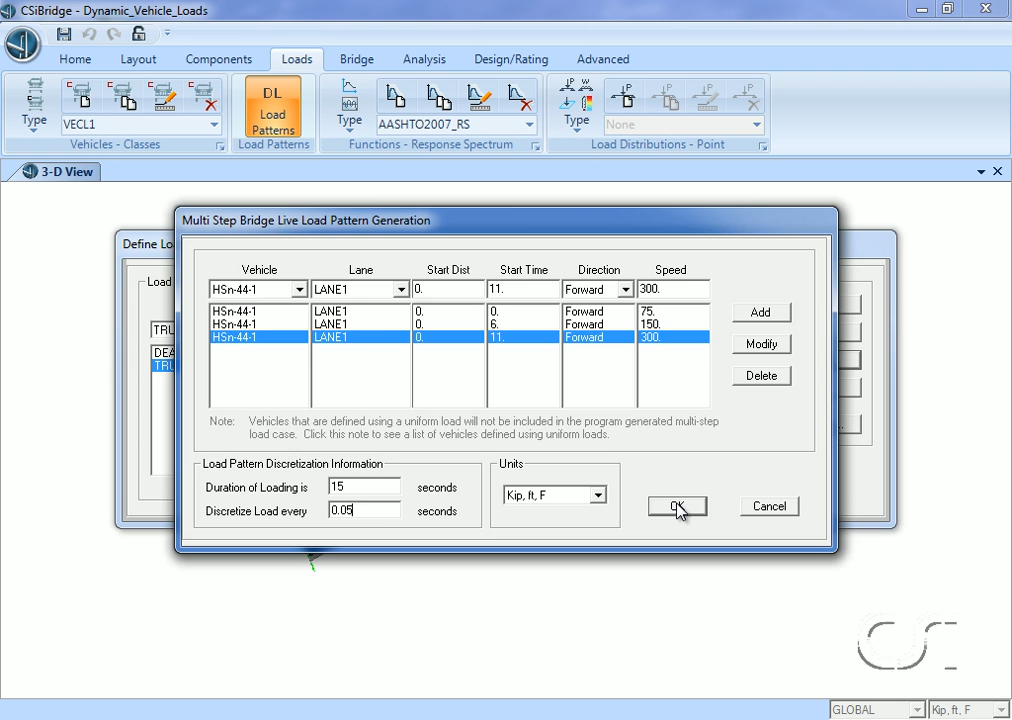 CSiBridge - Dynamic_Vehicle_Loads
Home Layout Components Loads Bridge Analysis Design/Rating Advanced
Type
VECL1
Vehicles - Classes
DL
Load
Patterns
Load Patterns
Type
AASHTO2007_RS
Functions - Response Spectrum
Type
None
Load Distributions - Point
3-D View
Define Lo
Load
TRU
DEA
TRU
Multi Step Bridge Live Load Pattern Generation
Vehicle Lane Start Dist Start Time Direction Speed
HSn-44-1 LANE1 0. 11. Forward 300.
HSn-44-1 LANE1 0. 0. Forward 75.
HSn-44-1 LANE1 0. 6. Forward 150.
HSn-44-1 LANE1 0. 11. Forward 300.
Add
Modify
Delete
Note: Vehicles that are defined using a uniform load will not be included in the program generated multi-step
load case. Click this note to see a list of vehicles defined using uniform loads.
Load Pattern Discretization Information
Duration of Loading is 15 seconds
Discretize Load every 0.05 seconds
Units
Kip, ft, F
OK
Cancel
CSI
GLOBAL
Kip, ft, F